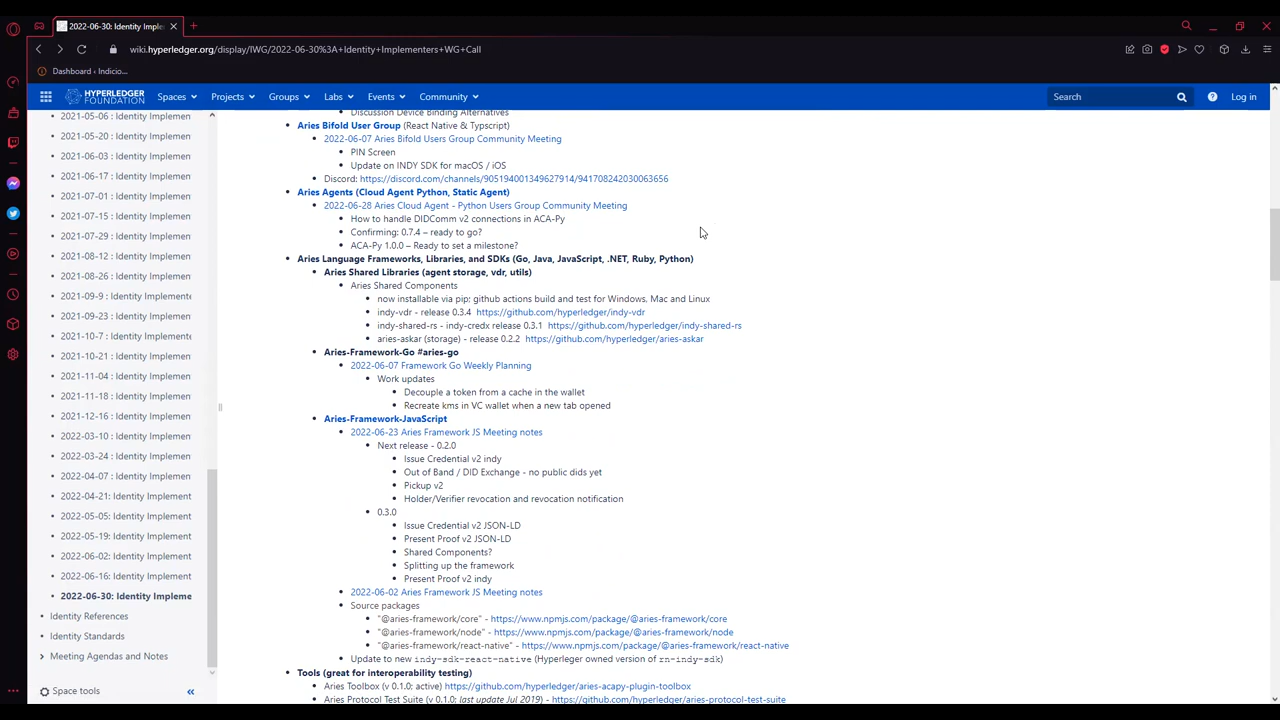 2022-06-30: Identity Imple
wiki.hyperledger.org/display/IWG/2022-06-30%3A+Identity+Implementers+WG+Call
Dashboard ‹ Indicio...
HYPERLEDGER FOUNDATION
Spaces Projects Groups Labs Events Community Search Log in
2021-05-06 : Identity Implemen
2021-05-20 : Identity Implemen
2021-06-03 : Identity Implemen
2021-06-17 : Identity Implemen
2021-07-01 : Identity Implemen
2021-07-15 : Identity Implemen
2021-07-29 : Identity Implemen
2021-08-12 : Identity Implemen
2021-08-26 : Identity Implemen
2021-09-9 : Identity Implemente
2021-09-23 : Identity Implemen
2021-10-7 : Identity Implemente
2021-10-21 : Identity Implemen
2021-11-04 : Identity Implemen
2021-11-18 : Identity Implemen
2021-12-16 : Identity Implemen
2022-03-10 : Identity Implemen
2022-03-24 : Identity Implemen
2022-04-07 : Identity Implemen
2022-04-21: Identity Implement
2022-05-05: Identity Implement
2022-05-19: Identity Implement
2022-06-02: Identity Implement
2022-06-16: Identity Implement
2022-06-30: Identity Impleme
Identity References
Identity Standards
Meeting Agendas and Notes
Space tools
Discussion Device Binding Alternatives
Aries Bifold User Group (React Native & Typscript)
2022-06-07 Aries Bifold Users Group Community Meeting
PIN Screen
Update on INDY SDK for macOS / iOS
Discord: https://discord.com/channels/905194001349627914/941708242030063656
Aries Agents (Cloud Agent Python, Static Agent)
2022-06-28 Aries Cloud Agent - Python Users Group Community Meeting
How to handle DIDComm v2 connections in ACA-Py
Confirming: 0.7.4 – ready to go?
ACA-Py 1.0.0 – Ready to set a milestone?
Aries Language Frameworks, Libraries, and SDKs (Go, Java, JavaScript, .NET, Ruby, Python)
Aries Shared Libraries (agent storage, vdr, utils)
Aries Shared Components
now installable via pip: github actions build and test for Windows, Mac and Linux
indy-vdr - release 0.3.4 https://github.com/hyperledger/indy-vdr
indy-shared-rs - indy-credx release 0.3.1 https://github.com/hyperledger/indy-shared-rs
aries-askar (storage) - release 0.2.2 https://github.com/hyperledger/aries-askar
Aries-Framework-Go #aries-go
2022-06-07 Framework Go Weekly Planning
Work updates
Decouple a token from a cache in the wallet
Recreate kms in VC wallet when a new tab opened
Aries-Framework-JavaScript
2022-06-23 Aries Framework JS Meeting notes
Next release - 0.2.0
Issue Credential v2 indy
Out of Band / DID Exchange - no public dids yet
Pickup v2
Holder/Verifier revocation and revocation notification
0.3.0
Issue Credential v2 JSON-LD
Present Proof v2 JSON-LD
Shared Components?
Splitting up the framework
Present Proof v2 indy
2022-06-02 Aries Framework JS Meeting notes
Source packages
"@aries-framework/core" - https://www.npmjs.com/package/@aries-framework/core
"@aries-framework/node" - https://www.npmjs.com/package/@aries-framework/node
"@aries-framework/react-native" - https://www.npmjs.com/package/@aries-framework/react-native
Update to new indy-sdk-react-native (Hyperleger owned version of rn-indy-sdk)
Tools (great for interoperability testing)
Aries Toolbox (v 0.1.0: active) https://github.com/hyperledger/aries-acapy-plugin-toolbox
Aries Protocol Test Suite (v 0.1.0: last update Jul 2019) - https://github.com/hyperledger/aries-protocol-test-suite